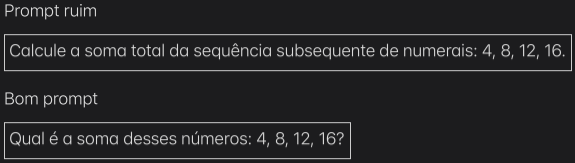 Prompt ruim
Calcule a soma total da sequência subsequente de numerais: 4, 8, 12, 16.
Bom prompt
Qual é a soma desses números: 4, 8, 12, 16?